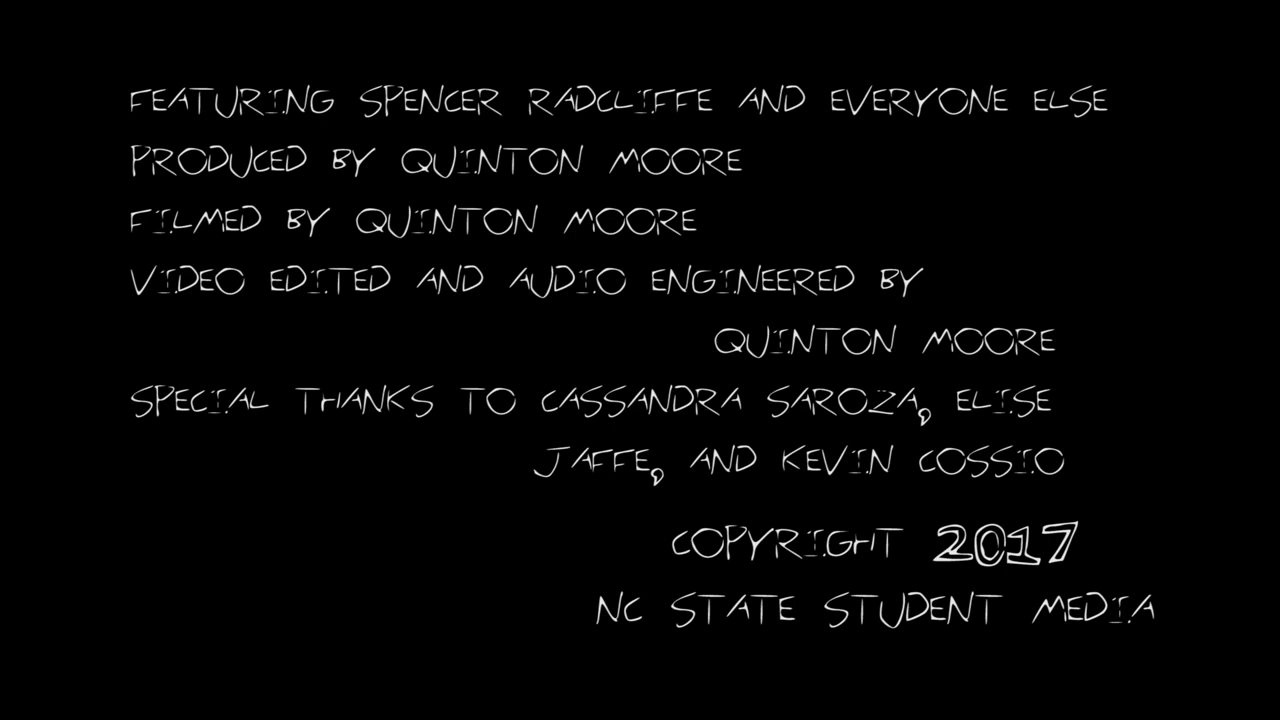 FEATURING SPENCER RADCLIFFE AND EVERYONE ELSE
PRODUCED BY QUINTON MOORE
FILMED BY QUINTON MOORE
VIDEO EDITED AND AUDIO ENGINEERED BY
QUINTON MOORE
SPECIAL THANKS TO CASSANDRA SAROZA, ELISE
JAFFE, AND KEVIN COSSIO
COPYRIGHT 2017
NC STATE STUDENT MEDIA